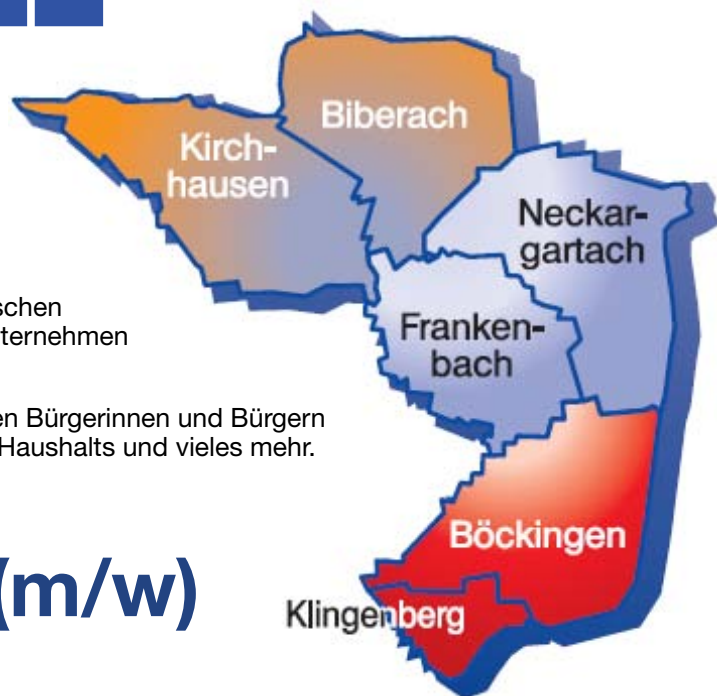 Biberach
Kirch-
hausen
Neckar-
gartach
Franken-
bach
Böckingen
Klingenberg
schen
ternehmen
en Bürgerinnen und Bürgern
Haushalts und vieles mehr.
(m/w)